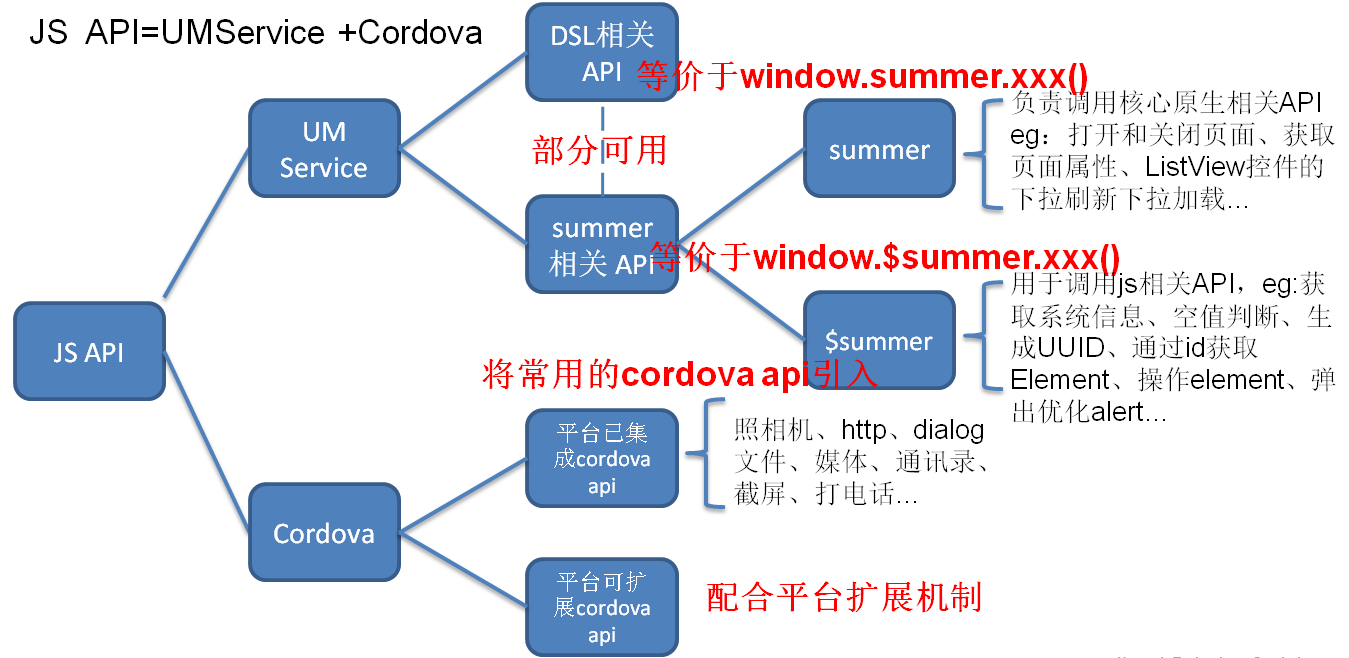 JS API=UMService +Cordova
DSL相关
API
等价于window.summer.xxx()
UM
Service
部分可用
summer
负责调用核心原生相关API
eg：打开和关闭页面、获取
页面属性、ListView控件的
下拉刷新下拉加载...
summer
相关 API
等价于window.$summer.xxx()
$summer
用于调用js相关API，eg:获
取系统信息、空值判断、生
成UUID、通过id获取
Element、操作element、弹
出优化alert...
JS API
将常用的cordova api引入
平台已集
成cordova
api
照相机、http、dialog
文件、媒体、通讯录、
截屏、打电话...
Cordova
平台可扩
展cordova
api
配合平台扩展机制